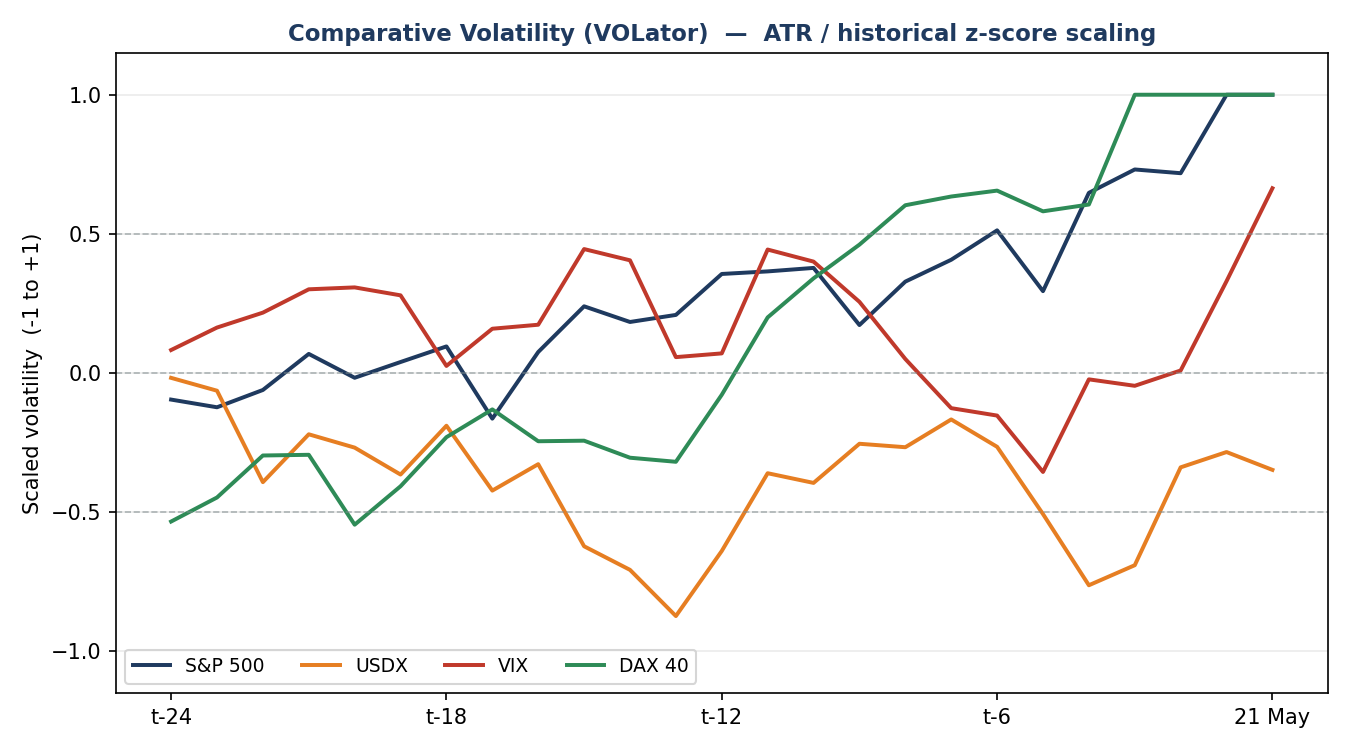 Comparative Volatility (VOLator) — ATR / historical z-score scaling
Scaled volatility (-1 to +1)
1.0
0.5
0.0
−0.5
−1.0
S&P 500 USDX VIX DAX 40
t-24 t-18 t-12 t-6 21 May